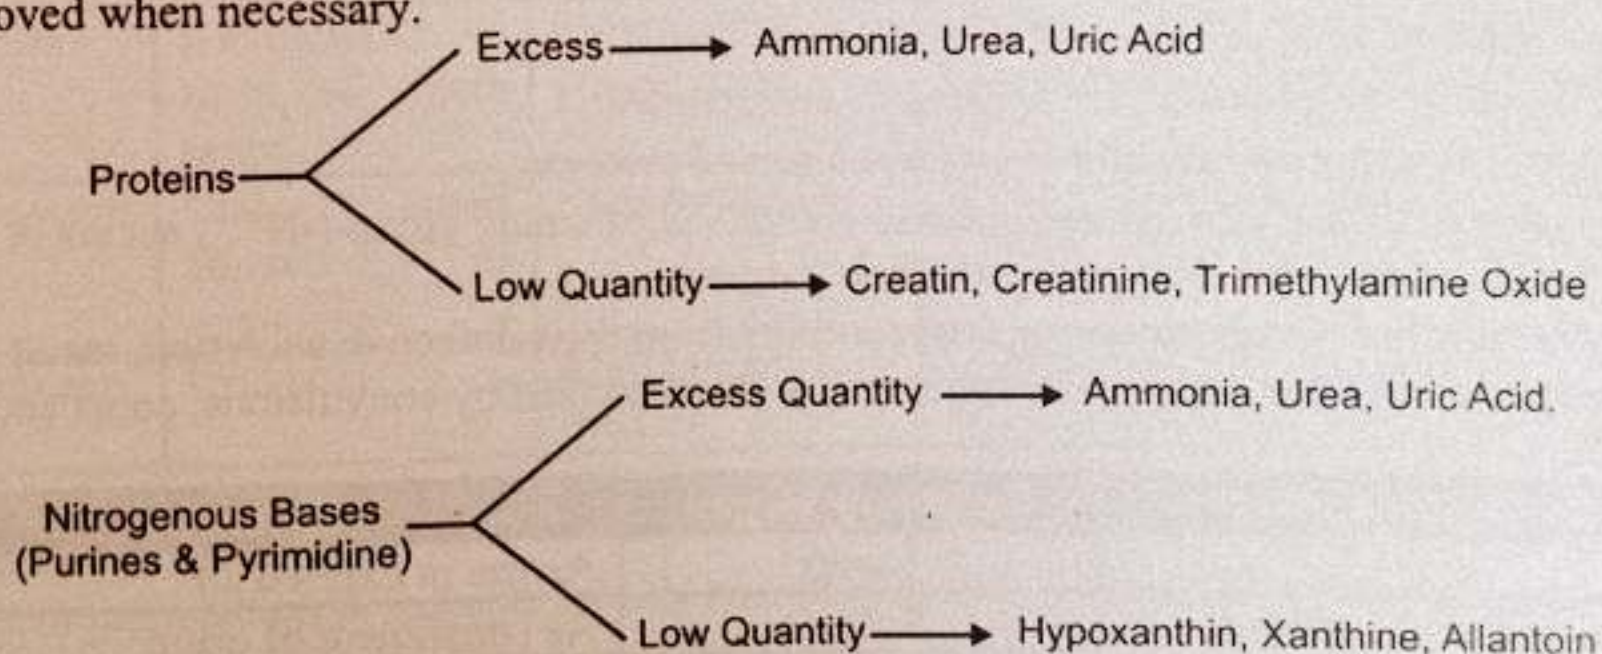 oved when necessary.
Excess Ammonia, Urea, Uric Acid
Proteins
Low Quantity Creatin, Creatinine, Trimethylamine Oxide
Excess Quantity Ammonia, Urea, Uric Acid.
Nitrogenous Bases
(Purines & Pyrimidine)
Low Quantity Hypoxanthin, Xanthine, Allantoin